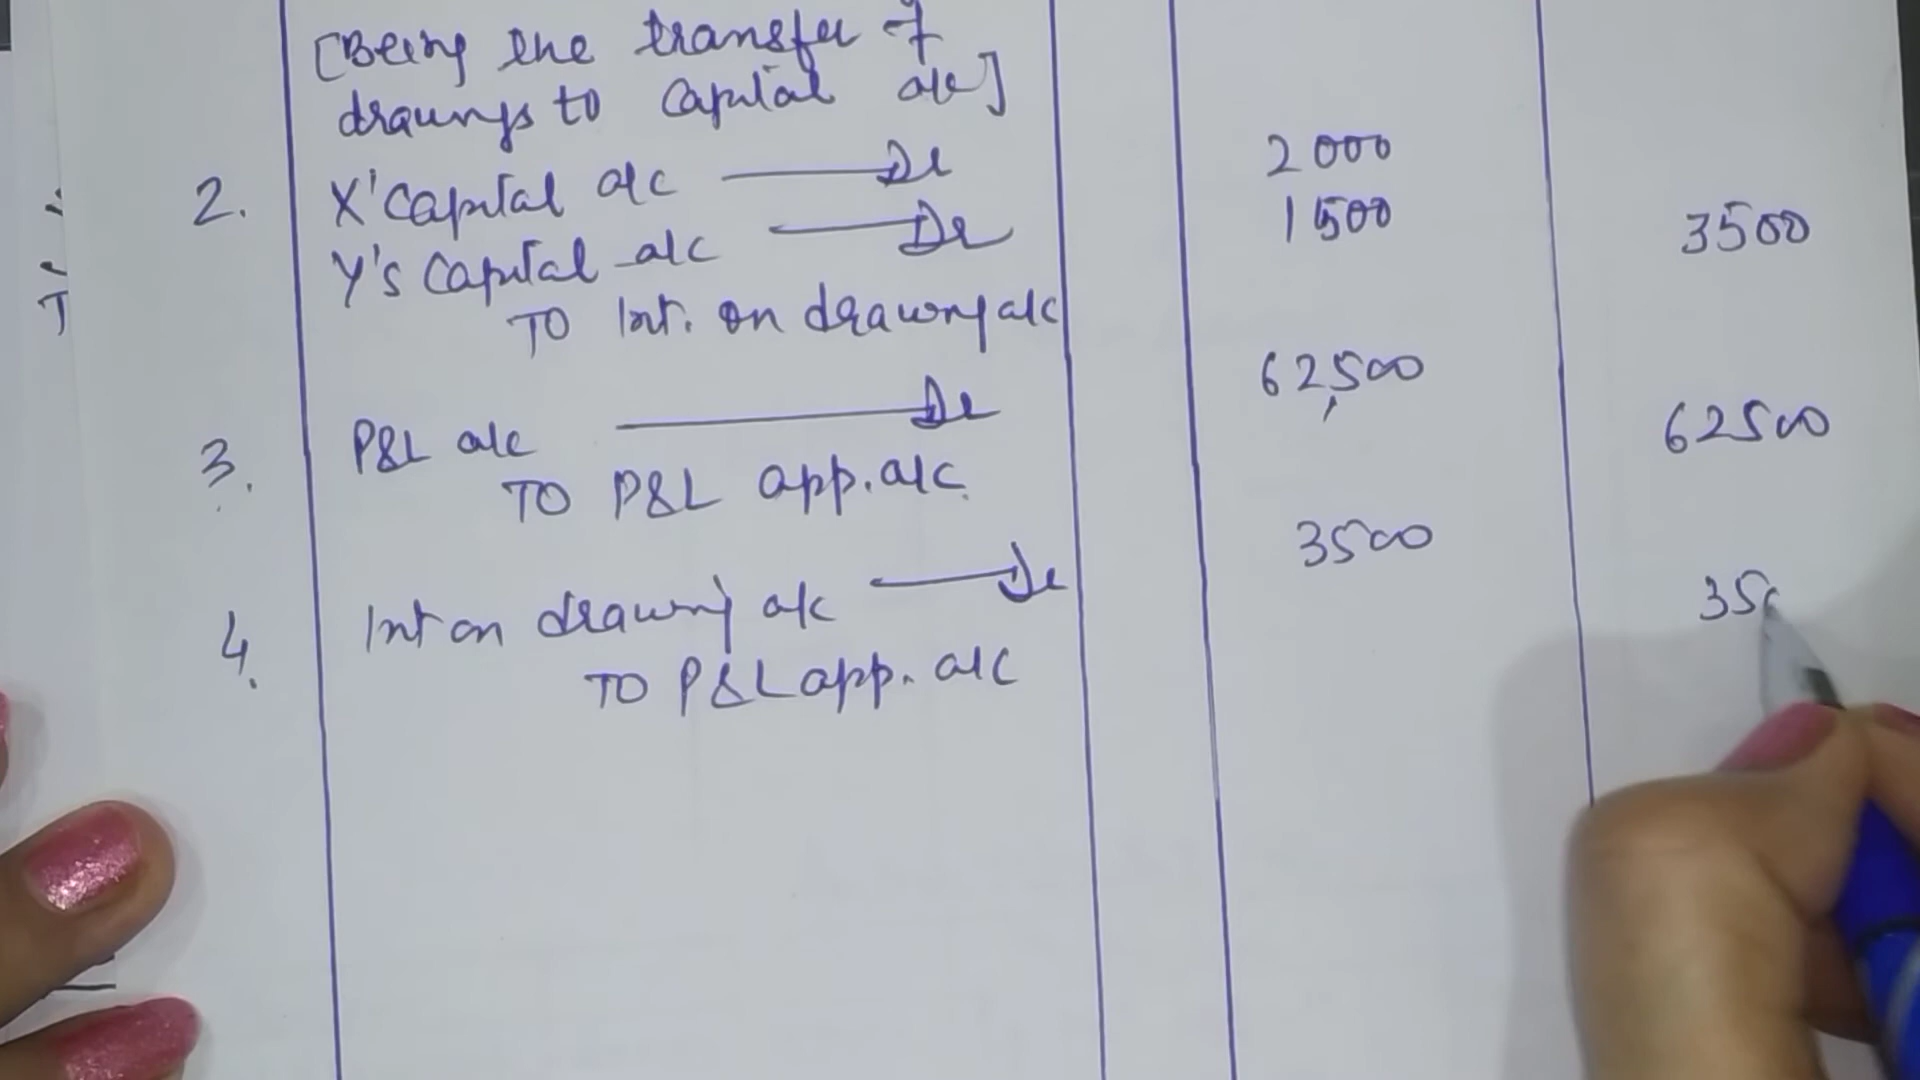 [Being the transfer of
drawings to Capital a/c]
2. X' Capital a/c Dr 2000
Y's Capital a/c Dr 1500
TO Int. on drawing a/c 3500
3. P&L a/c Dr 62,500
TO P&L app. a/c. 62500
4. Int on drawing a/c Dr 3500
TO P&L app. a/c 350